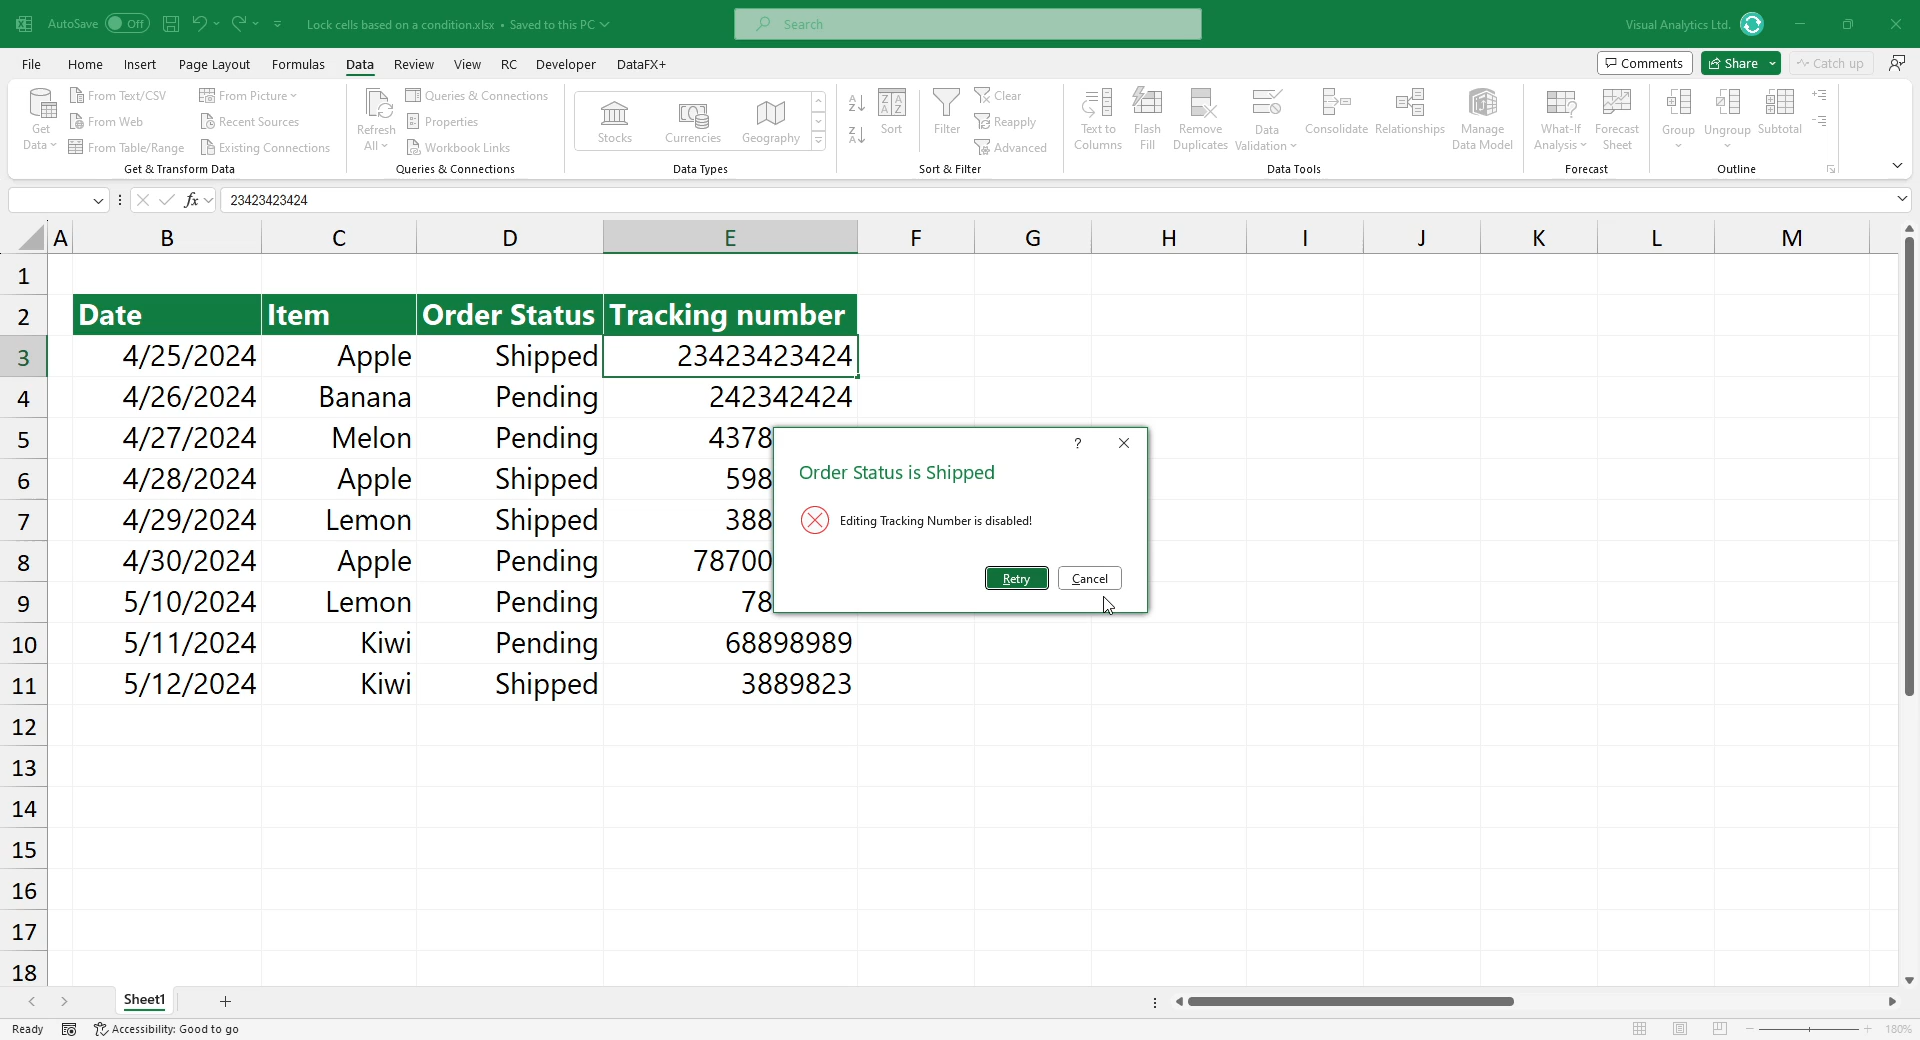 AutoSave Off Lock cells based on a condition.xlsx • Saved to this PC Search Visual Analytics Ltd.
File Home Insert Page Layout Formulas Data Review View RC Developer DataFX+ Comments Share Catch up
Get Data
From Text/CSV
From Web
From Table/Range
From Picture
Recent Sources
Existing Connections
Get & Transform Data
Refresh All
Queries & Connections
Properties
Workbook Links
Queries & Connections
Stocks Currencies Geography
Data Types
Sort
Filter
Clear
Reapply
Advanced
Sort & Filter
Text to Columns
Flash Fill
Remove Duplicates
Data Validation
Consolidate
Relationships
Manage Data Model
Data Tools
What-If Analysis
Forecast Sheet
Forecast
Group
Ungroup
Subtotal
Outline
fx 23423423424
A B C D E F G H I J K L M
1
2 Date Item Order Status Tracking number
3 4/25/2024 Apple Shipped 23423423424
4 4/26/2024 Banana Pending 242342424
5 4/27/2024 Melon Pending 4378
6 4/28/2024 Apple Shipped 598
7 4/29/2024 Lemon Shipped 388
8 4/30/2024 Apple Pending 78700
9 5/10/2024 Lemon Pending 78
10 5/11/2024 Kiwi Pending 68898989
11 5/12/2024 Kiwi Shipped 3889823
12
13
14
15
16
17
18
?
Order Status is Shipped
Editing Tracking Number is disabled!
Retry Cancel
Sheet1
Ready Accessibility: Good to go 180%